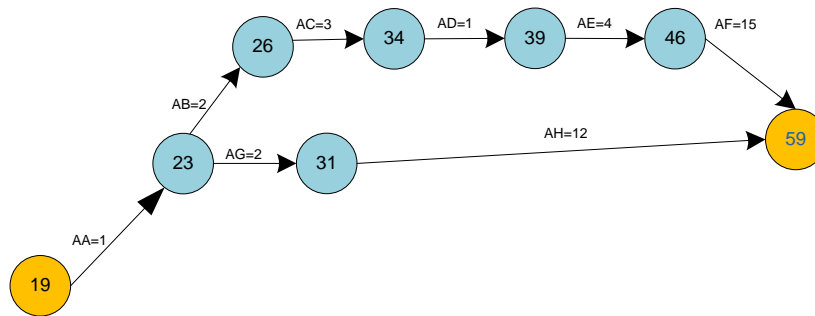 AC=3
AD=1
AE=4
AF=15
26
34
39
46
AB=2
AH=12
59
AG=2
23
31
AA=1
19